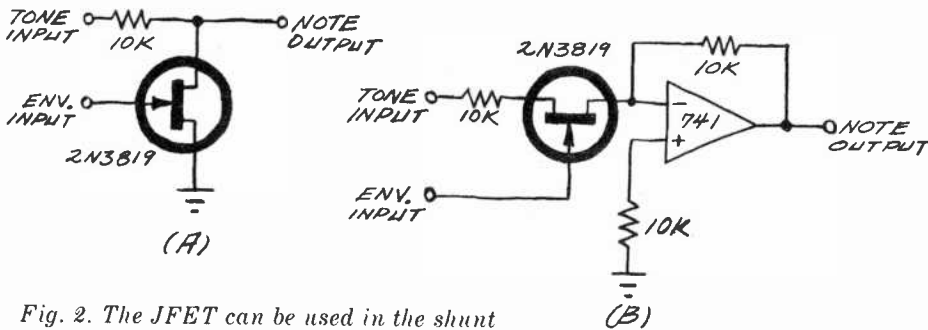 TONE INPUT
10K
NOTE OUTPUT
ENV. INPUT
2N3819
(A)
2N3819
TONE INPUT
10K
ENV. INPUT
10K
-
741
+
NOTE OUTPUT
10K
(B)
Fig. 2. The JFET can be used in the shunt